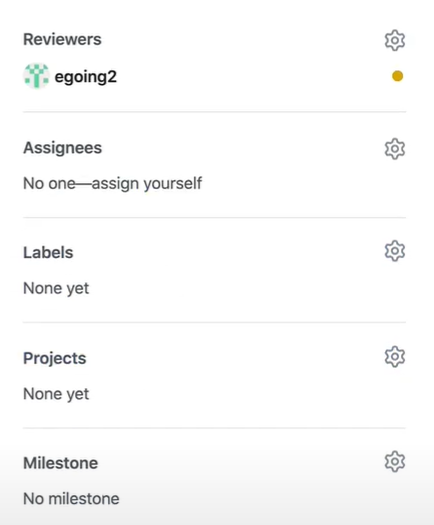 Reviewers
egoing2
Assignees
No one—assign yourself
Labels
None yet
Projects
None yet
Milestone
No milestone